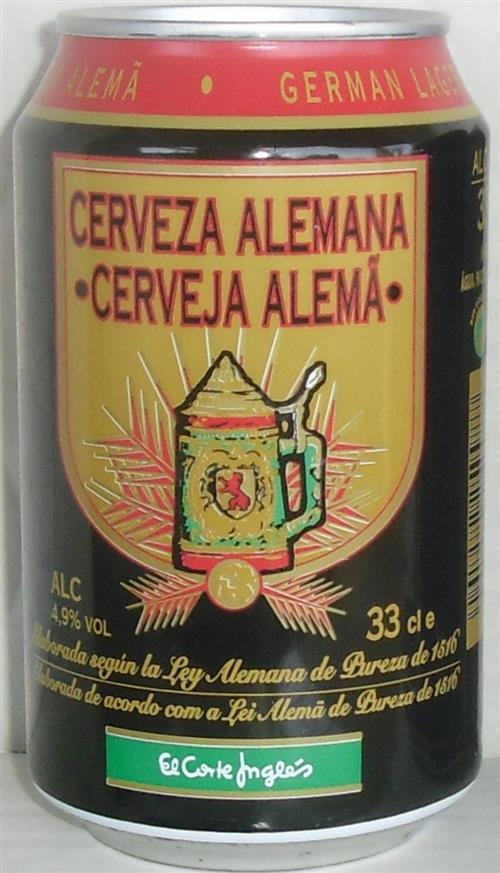 ALEMÃ • GERMAN LAGER
CERVEZA ALEMANA
•CERVEJA ALEMÃ•
ALC
4,9% VOL
33 cl e
Elaborada según la Ley Alemana de Pureza de 1516
Elaborada de acordo com a Lei Alemã de Pureza de 1516
El Corte Inglés